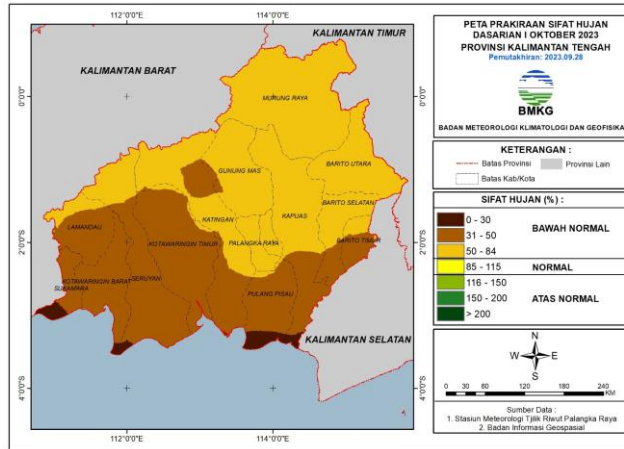 PETA PRAKIRAAN SIFAT HUJAN
DASARIAN I OKTOBER 2023
PROVINSI KALIMANTAN TENGAH
Pemutakhiran: 2023.09.28
BMKG
BADAN METEOROLOGI KLIMATOLOGI DAN GEOFISIKA
KETERANGAN :
Batas Provinsi
Provinsi Lain
Batas Kab/Kota
SIFAT HUJAN (%) :
0 - 30
31 - 50
50 - 84
BAWAH NORMAL
85 - 115
NORMAL
116 - 150
150 - 200
> 200
ATAS NORMAL
N
W
E
S
0 30 60 120 180 240
KM
Sumber Data :
1. Stasiun Meteorologi Tjilik Riwut Palangka Raya
2. Badan Informasi Geospasial
112°0'0"E
114°0'0"E
KALIMANTAN TIMUR
KALIMANTAN BARAT
0°0'0"
0°0'0"
MURUNG RAYA
BARITO UTARA
GUNUNG MAS
BARITO SELATAN
KATINGAN
KAPUAS
LAMANDAU
2°0'0"S
KOTAWARINGIN TIMUR
PALANGKA RAYA
BARITO TIMUR
2°0'0"S
KOTAWARINGIN BARAT
SERUYAN
SUKAMARA
PULANG PISAU
KALIMANTAN SELATAN
4°0'0"S
4°0'0"S
112°0'0"E
114°0'0"E